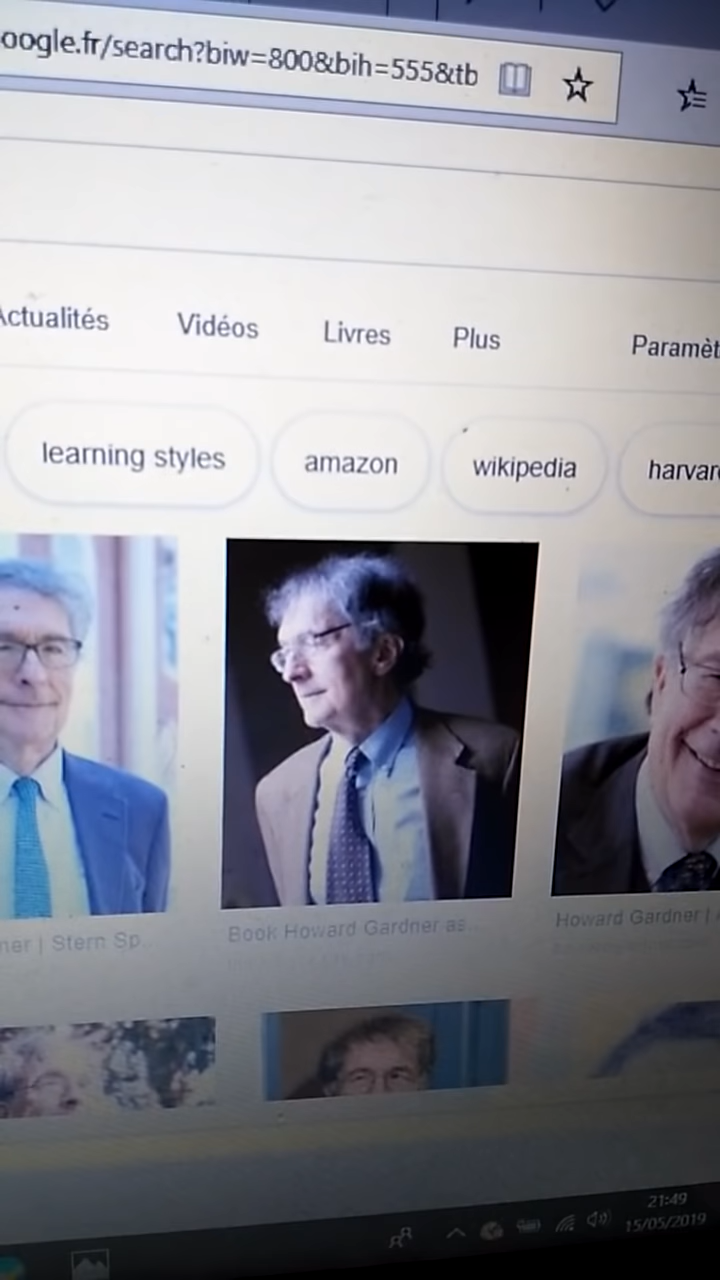 oogle.fr/search?biw=800&bih=555&tb
Actualités Vidéos Livres Plus Paramèt
learning styles amazon wikipedia harvar
ner | Stern Sp... Book Howard Gardner as... Howard Gardner |
21:49
15/05/2019